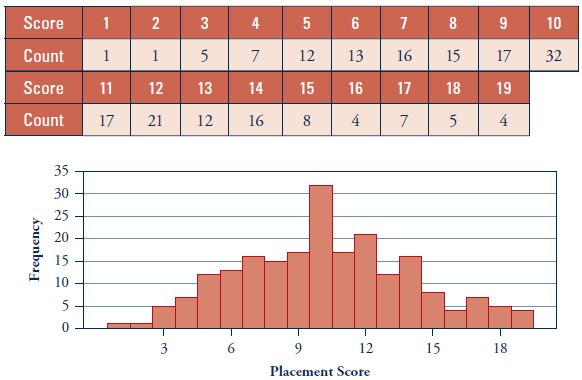 Score 1 2 3 4 5 6 7 8 9 10
Count 1 1 5 7 12 13 16 15 17 32
Score 11 12 13 14 15 16 17 18 19
Count 17 21 12 16 8 4 7 5 4
35
30
25
20
15
10
5
0
Frequency
3 6 9 12 15 18
Placement Score